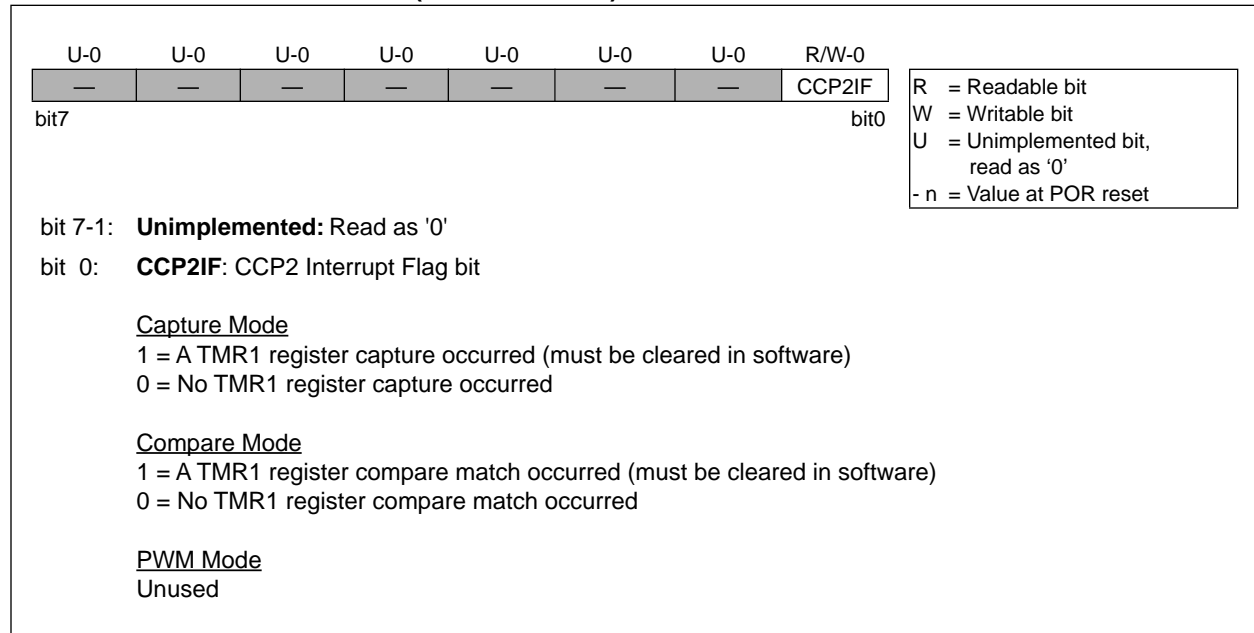 U-0 U-0 U-0 U-0 U-0 U-0 U-0 R/W-0
— — — — — — — CCP2IF
bit7 bit0
R = Readable bit
W = Writable bit
U = Unimplemented bit,
read as ‘0’
- n = Value at POR reset
bit 7-1: Unimplemented: Read as '0'
bit 0: CCP2IF: CCP2 Interrupt Flag bit
Capture Mode
1 = A TMR1 register capture occurred (must be cleared in software)
0 = No TMR1 register capture occurred
Compare Mode
1 = A TMR1 register compare match occurred (must be cleared in software)
0 = No TMR1 register compare match occurred
PWM Mode
Unused